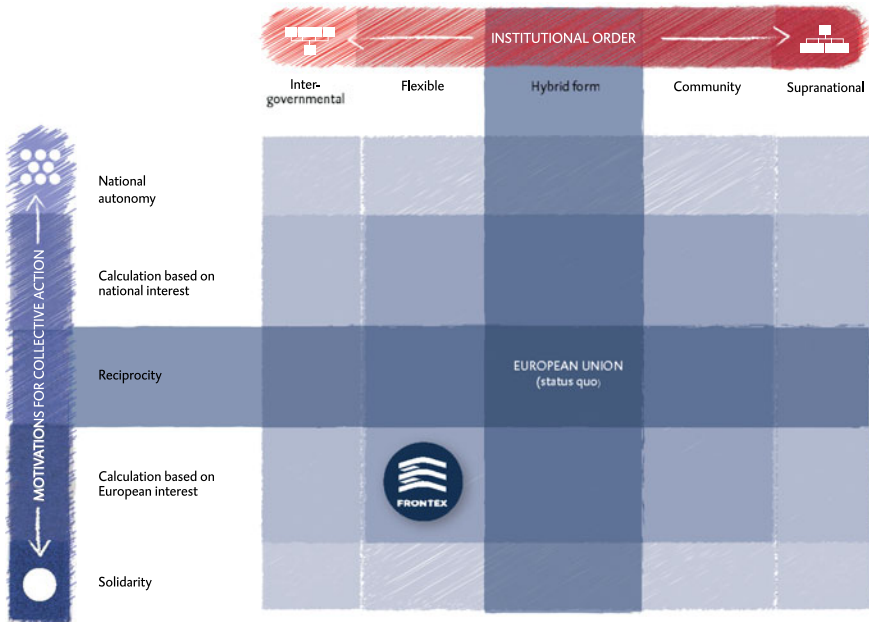 INSTITUTIONAL ORDER
Inter-
governmental
Flexible
Hybrid form
Community
Supranational
MOTIVATIONS FOR COLLECTIVE ACTION
National
autonomy
Calculation based on
national interest
Reciprocity
EUROPEAN UNION
(status quo)
Calculation based on
European interest
FRONTEX
Solidarity